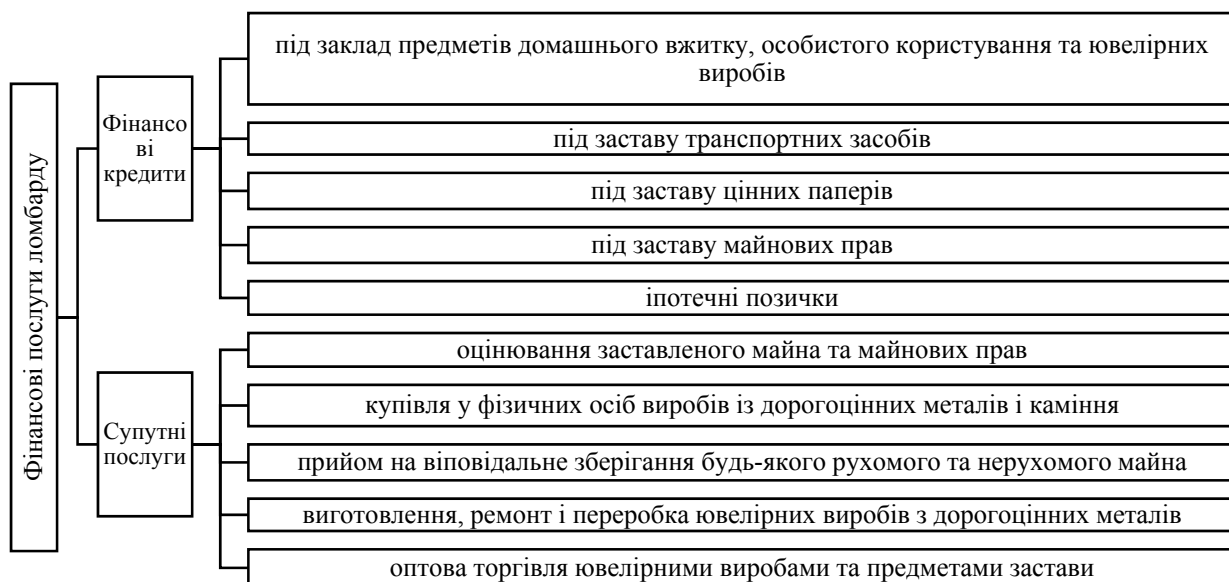 Фінансові послуги ломбарду
Фінансо
ві
кредити
під заклад предметів домашнього вжитку, особистого користування та ювелірних
виробів
під заставу транспортних засобів
під заставу цінних паперів
під заставу майнових прав
іпотечні позички
Супутні
послуги
оцінювання заставленого майна та майнових прав
купівля у фізичних осіб виробів із дорогоцінних металів і каміння
прийом на віповідальне зберігання будь-якого рухомого та нерухомого майна
виготовлення, ремонт і переробка ювелірних виробів з дорогоцінних металів
оптова торгівля ювелірними виробами та предметами застави